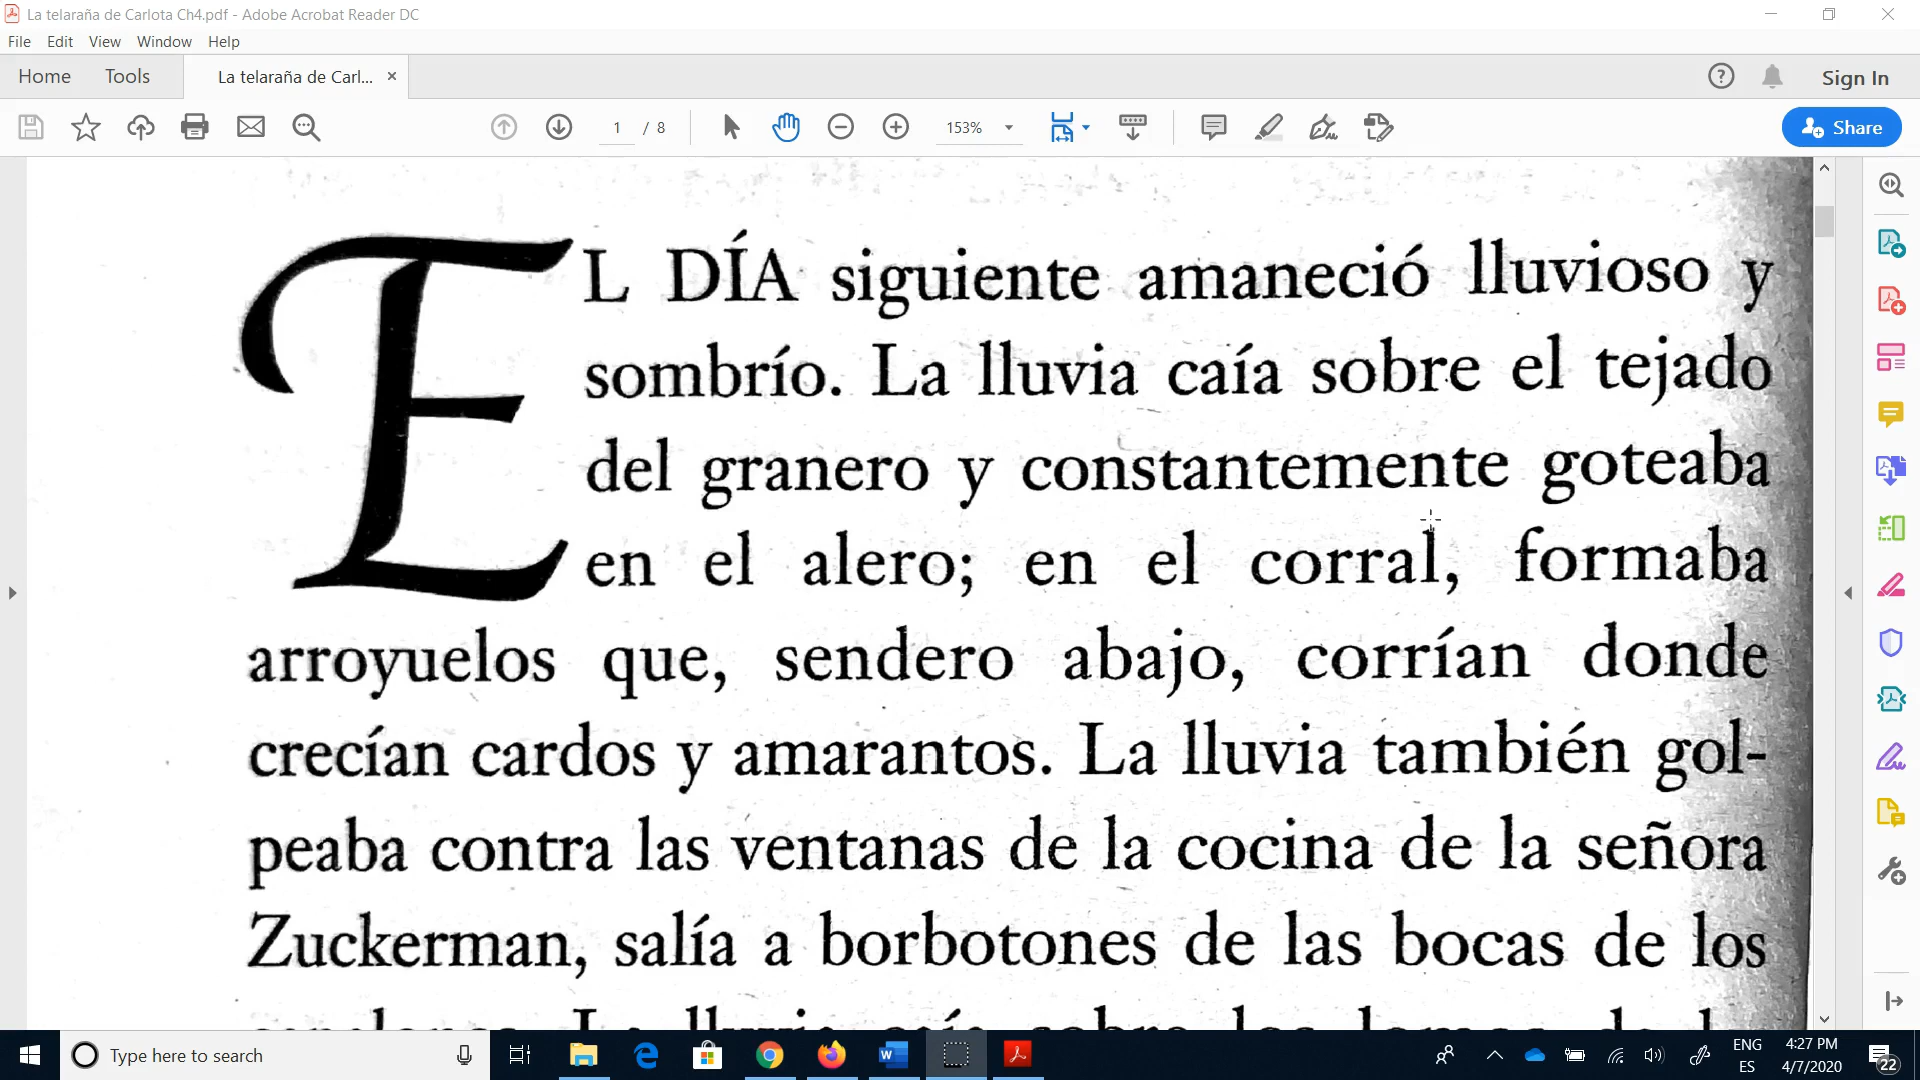 La telaraña de Carlota Ch4.pdf - Adobe Acrobat Reader DC
File Edit View Window Help
Home Tools La telaraña de Carl... × Sign In
1 / 8 153% Share
EL DÍA siguiente amaneció lluvioso y
sombrío. La lluvia caía sobre el tejado
del granero y constantemente goteaba
en el alero; en el corral, formaba
arroyuelos que, sendero abajo, corrían donde
crecían cardos y amarantos. La lluvia también gol-
peaba contra las ventanas de la cocina de la señora
Zuckerman, salía a borbotones de las bocas de los
Type here to search
ENG
ES
4:27 PM
4/7/2020
22